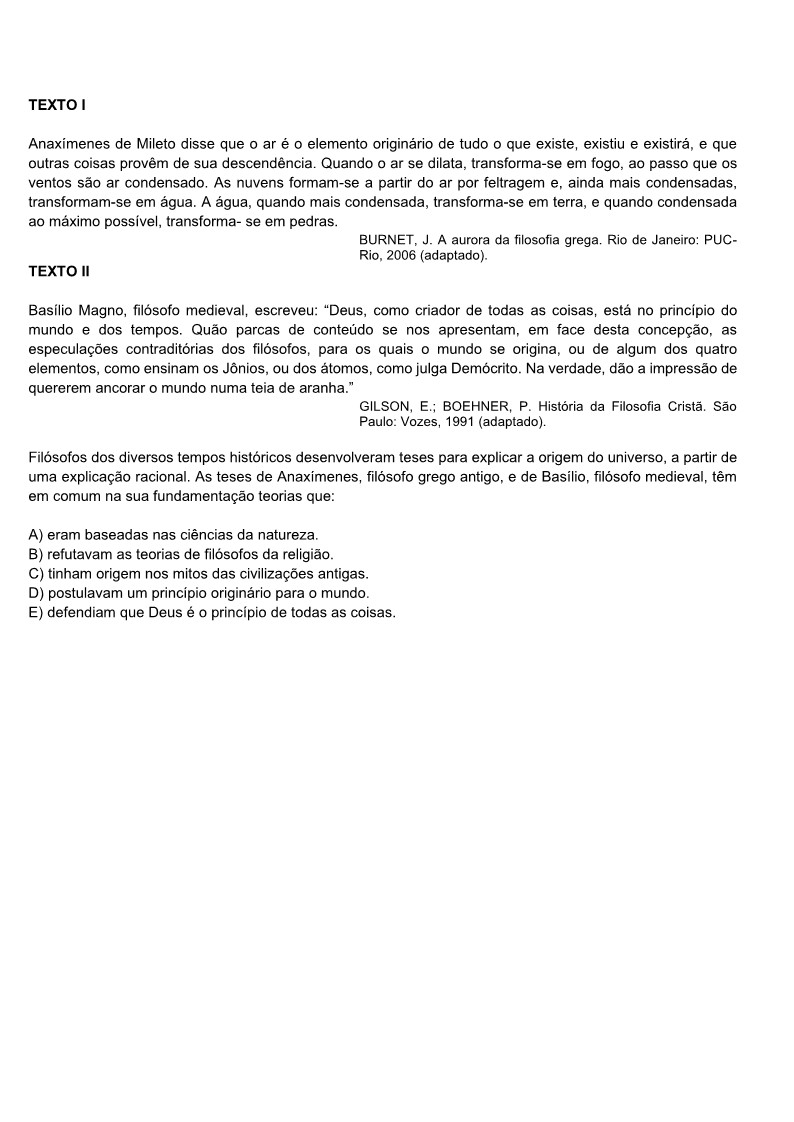 TEXTO I
Anaxímenes de Mileto disse que o ar é o elemento originário de tudo o que existe, existiu e existirá, e que
outras coisas provêm de sua descendência. Quando o ar se dilata, transforma-se em fogo, ao passo que os
ventos são ar condensado. As nuvens formam-se a partir do ar por feltragem e, ainda mais condensadas,
transformam-se em água. A água, quando mais condensada, transforma-se em terra, e quando condensada
ao máximo possível, transforma- se em pedras.
BURNET, J. A aurora da filosofia grega. Rio de Janeiro: PUC-
Rio, 2006 (adaptado).
TEXTO II
Basílio Magno, filósofo medieval, escreveu: “Deus, como criador de todas as coisas, está no princípio do
mundo e dos tempos. Quão parcas de conteúdo se nos apresentam, em face desta concepção, as
especulações contraditórias dos filósofos, para os quais o mundo se origina, ou de algum dos quatro
elementos, como ensinam os Jônios, ou dos átomos, como julga Demócrito. Na verdade, dão a impressão de
quererem ancorar o mundo numa teia de aranha.”
GILSON, E.; BOEHNER, P. História da Filosofia Cristã. São
Paulo: Vozes, 1991 (adaptado).
Filósofos dos diversos tempos históricos desenvolveram teses para explicar a origem do universo, a partir de
uma explicação racional. As teses de Anaxímenes, filósofo grego antigo, e de Basílio, filósofo medieval, têm
em comum na sua fundamentação teorias que:
A) eram baseadas nas ciências da natureza.
B) refutavam as teorias de filósofos da religião.
C) tinham origem nos mitos das civilizações antigas.
D) postulavam um princípio originário para o mundo.
E) defendiam que Deus é o princípio de todas as coisas.